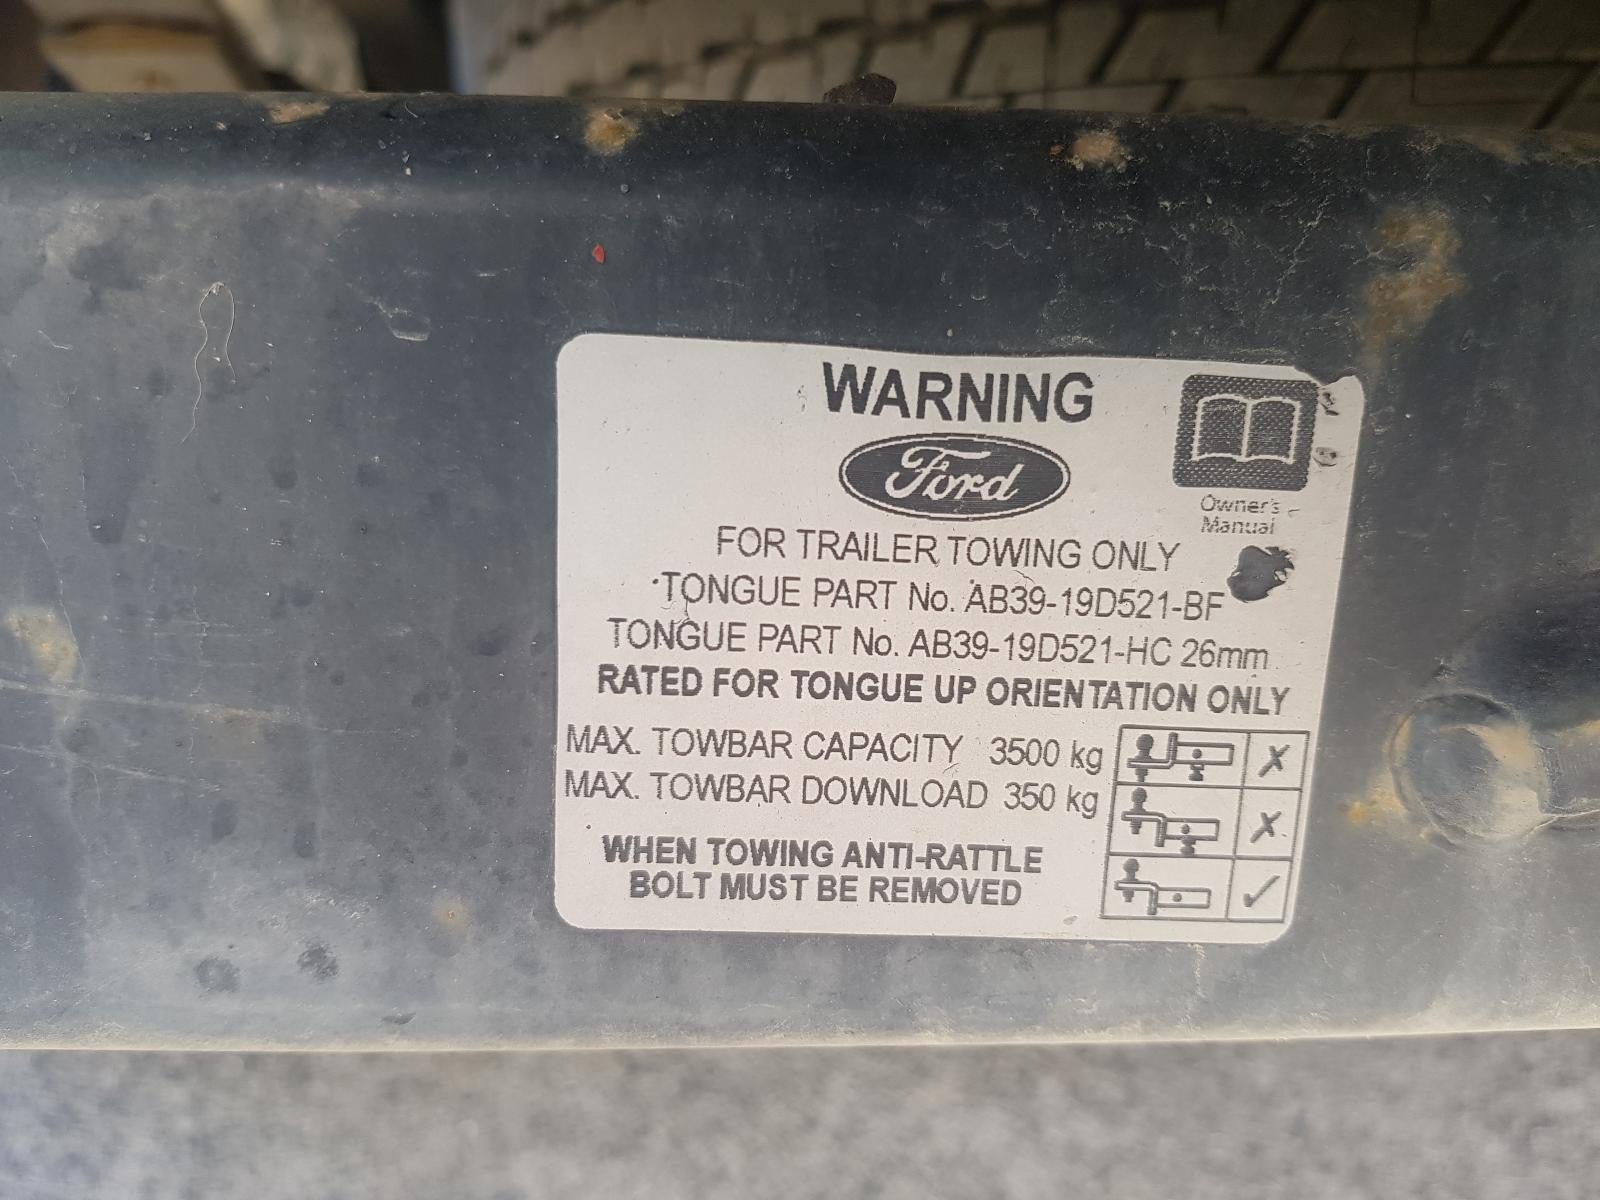 WARNING
Ford
Owner's
Manual
FOR TRAILER TOWING ONLY
TONGUE PART No. AB39-19D521-BF
TONGUE PART No. AB39-19D521-HC 26mm
RATED FOR TONGUE UP ORIENTATION ONLY
MAX. TOWBAR CAPACITY 3500 kg
MAX. TOWBAR DOWNLOAD 350 kg
WHEN TOWING ANTI-RATTLE
BOLT MUST BE REMOVED